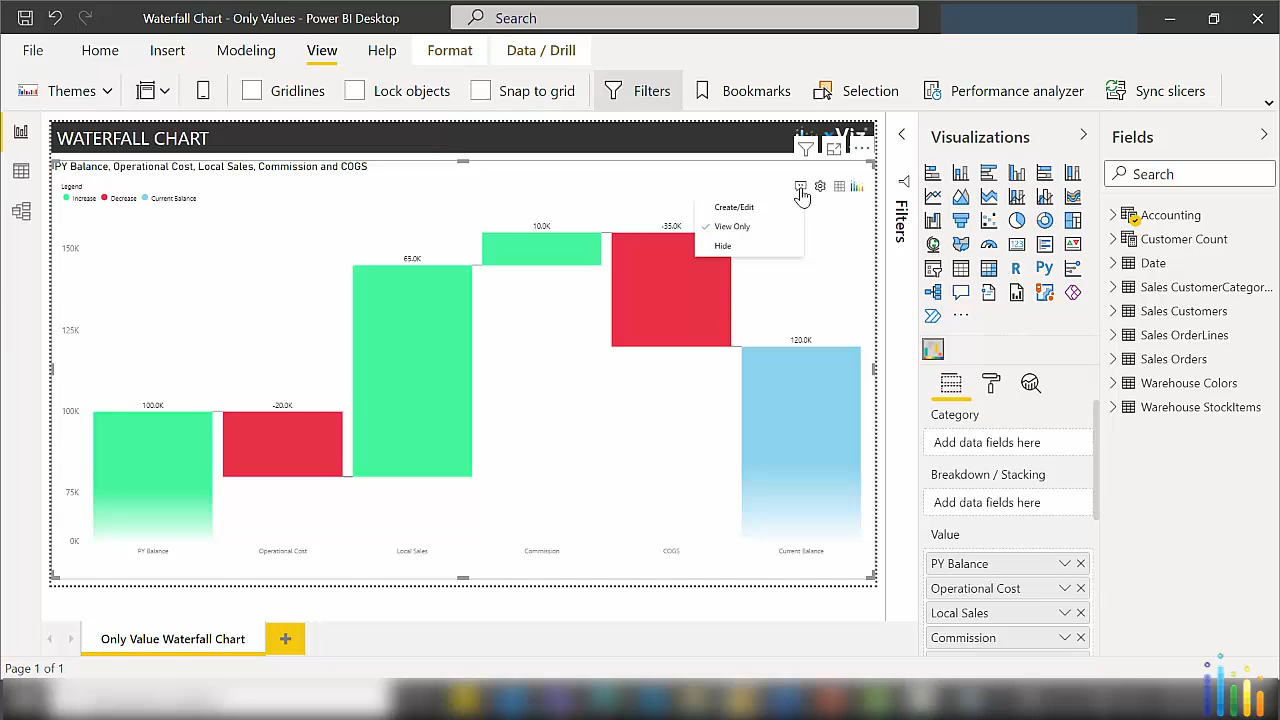 Waterfall Chart - Only Values - Power BI Desktop
Search
File Home Insert Modeling View Help Format Data / Drill
Themes Gridlines Lock objects Snap to grid Filters Bookmarks Selection Performance analyzer Sync slicers
WATERFALL CHART
PY Balance, Operational Cost, Local Sales, Commission and COGS
Legend
Increase Decrease Current Balance
Create/Edit
View Only
Hide
150K
125K
100K
75K
0K
100.0K
-20.0K
65.0K
10.0K
-35.0K
120.0K
PY Balance Operational Cost Local Sales Commission COGS Current Balance
Filters
Visualizations
R Py
Category
Add data fields here
Breakdown / Stacking
Add data fields here
Value
PY Balance
Operational Cost
Local Sales
Commission
Fields
Search
Accounting
Customer Count
Date
Sales CustomerCategor...
Sales Customers
Sales OrderLines
Sales Orders
Warehouse Colors
Warehouse StockItems
Only Value Waterfall Chart
Page 1 of 1